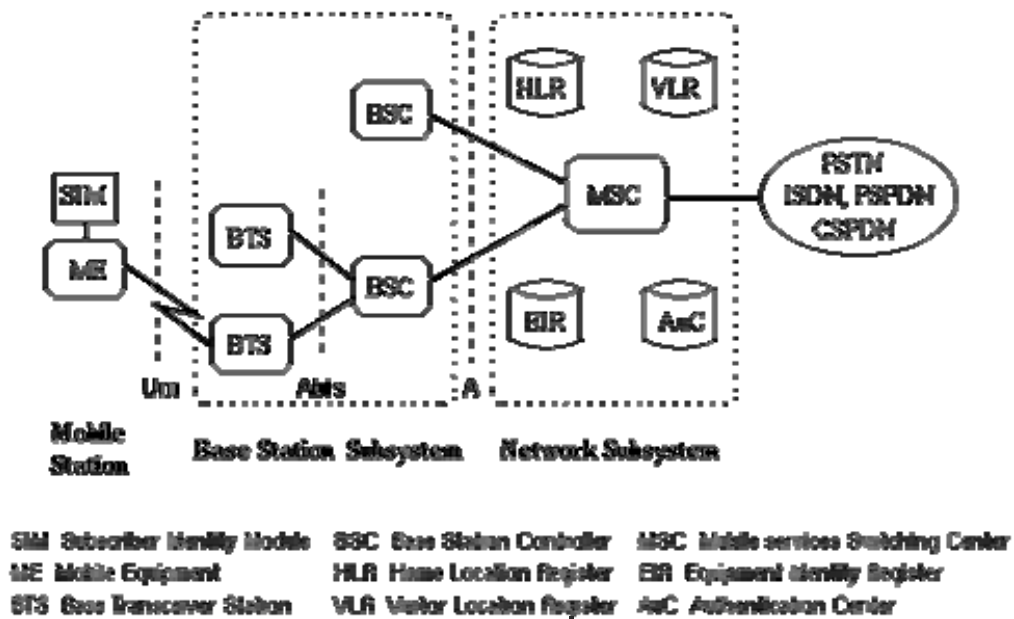 HLR
VLR
BSC
PSTN
ISDN, PSPDN
CSPDN
SIM
MSC
BTS
ME
BSC
EIR
AuC
BTS
Um
Abis
A
Mobile
Station
Base Station Subsystem
Network Subsystem
SIM Subscriber Identity Module
BSC Base Station Controller
MSC Mobile services Switching Center
ME Mobile Equipment
HLR Home Location Register
EIR Equipment Identity Register
BTS Base Transceiver Station
VLR Visitor Location Register
AuC Authentication Center